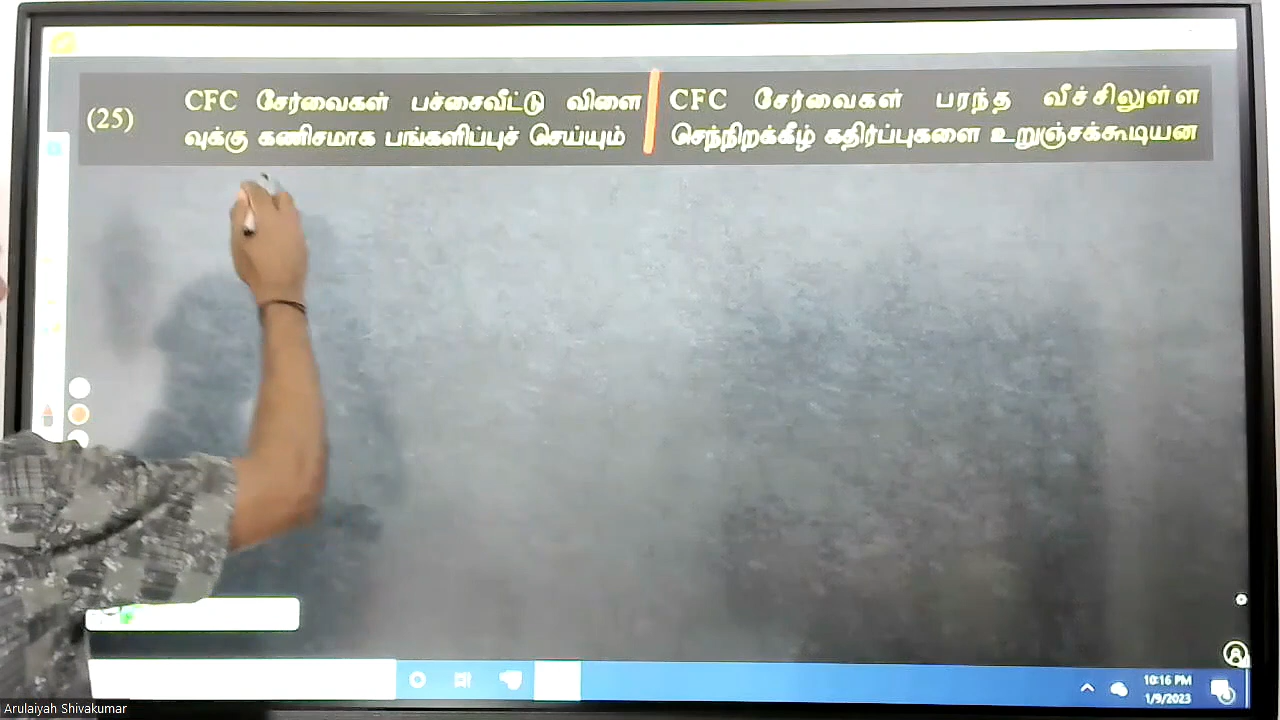 (25)
CFC சேர்வைகள் பச்சைவீட்டு விளை
வுக்கு கணிசமாக பங்களிப்புச் செய்யும்
CFC சேர்வைகள் பரந்த வீச்சிலுள்ள
செந்நிறக்கீழ் கதிர்ப்புகளை உறுஞ்சக்கூடியன
10:16 PM
1/9/2023
Arulaiyah Shivakumar